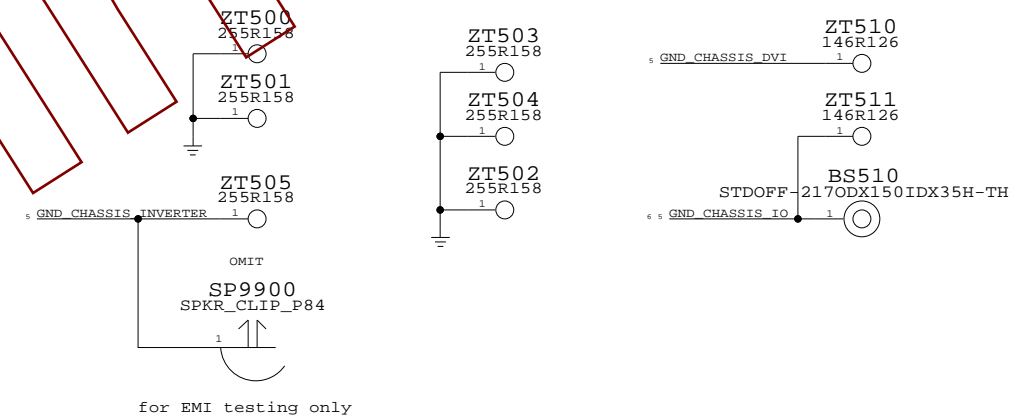 ZT500
255R158
1
ZT501
255R158
1
ZT505
255R158
5 GND_CHASSIS_INVERTER 1
OMIT
SP9900
SPKR_CLIP_P84
1
for EMI testing only
ZT503
255R158
1
ZT504
255R158
1
ZT502
255R158
1
ZT510
146R126
5 GND_CHASSIS_DVI 1
ZT511
146R126
1
BS510
STDOFF-217ODX150IDX35H-TH
6 5 GND_CHASSIS_IO 1